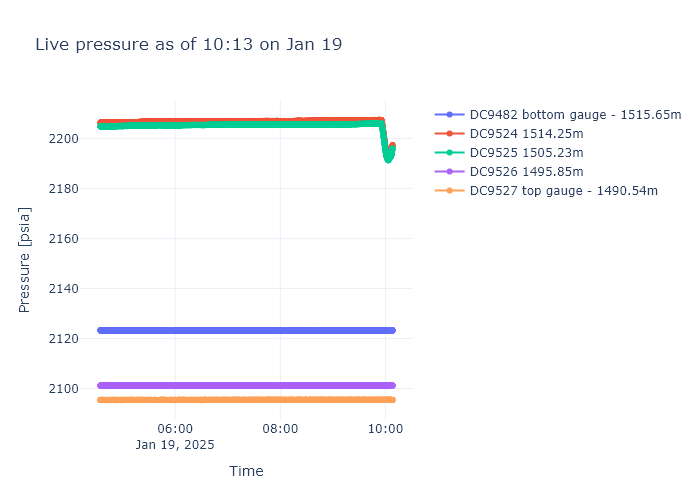 Live pressure as of 10:13 on Jan 19
DC9482 bottom gauge - 1515.65m
DC9524 1514.25m
DC9525 1505.23m
DC9526 1495.85m
DC9527 top gauge - 1490.54m
Pressure [psia]
2200
2180
2160
2140
2120
2100
06:00
08:00
10:00
Jan 19, 2025
Time